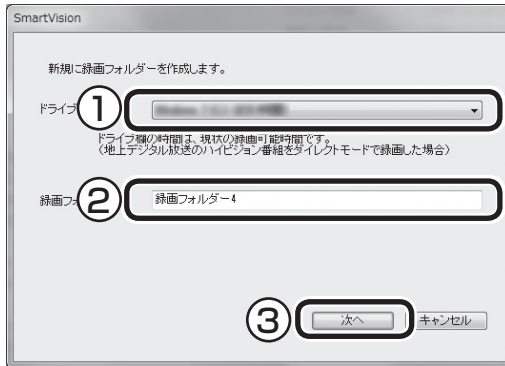 SmartVision
新規に録画フォルダーを作成します。
ドライブ
①
ドライブ欄の時間は、現状の録画可能時間です。
(地上デジタル放送のハイビジョン番組をダイレクトモードで録画した場合)
録画フォ
②
録画フォルダー4
③
次へ
キャンセル